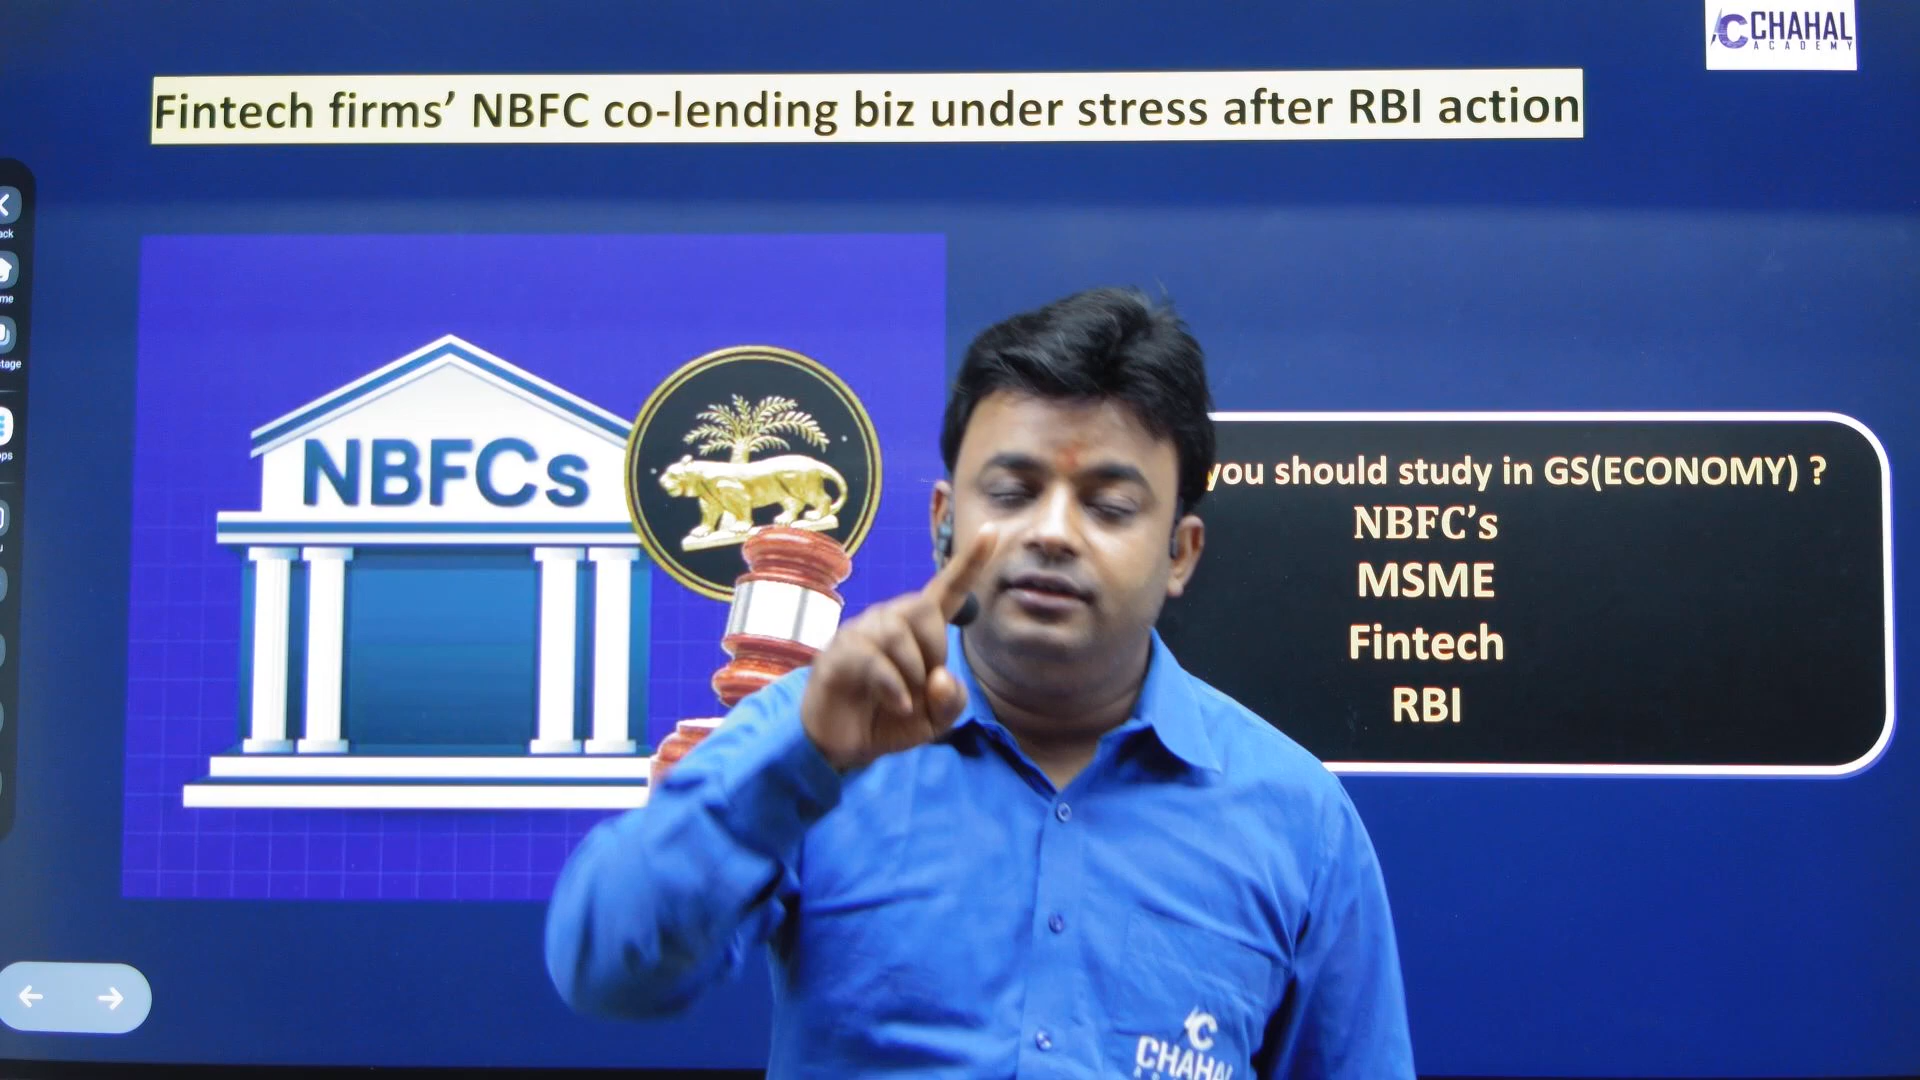 CHAHAL
ACADEMY
Fintech firms’ NBFC co-lending biz under stress after RBI action
NBFCs
you should study in GS(ECONOMY) ?
NBFC’s
MSME
Fintech
RBI
CHAHAL